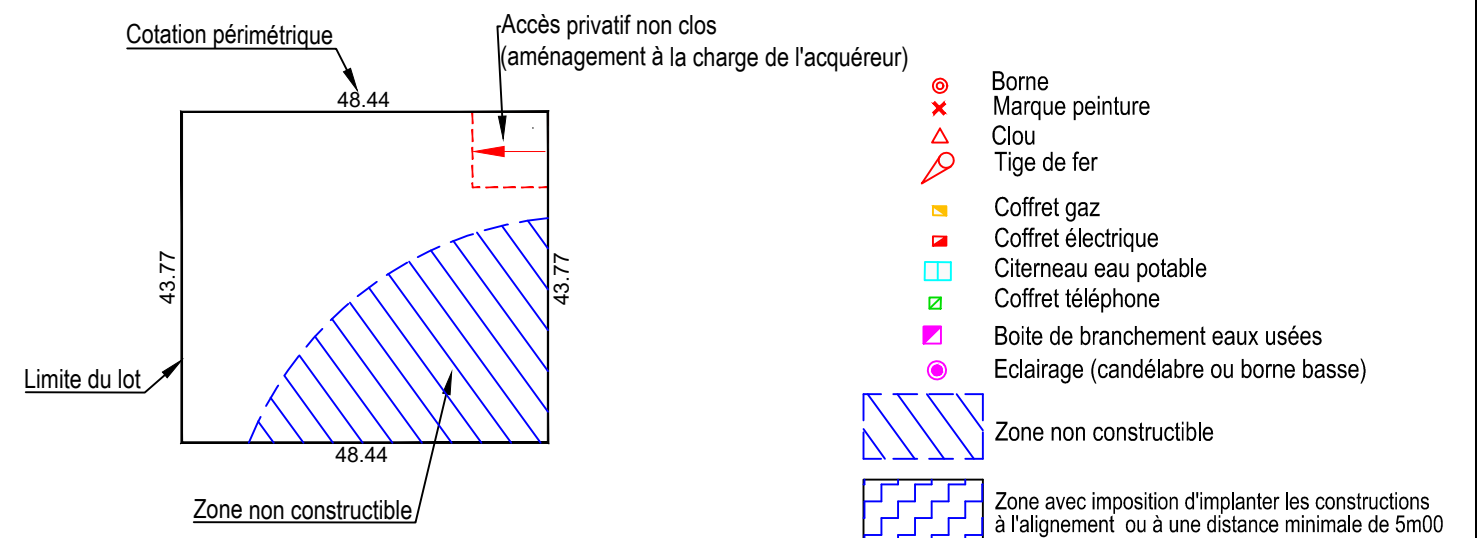 Cotation périmétrique
Accès privatif non clos
(aménagement à la charge de l'acquéreur)
48.44
43.77
43.77
48.44
Limite du lot
Zone non constructible
Borne
Marque peinture
Clou
Tige de fer
Coffret gaz
Coffret électrique
Citerneau eau potable
Coffret téléphone
Boite de branchement eaux usées
Eclairage (candélabre ou borne basse)
Zone non constructible
Zone avec imposition d'implanter les constructions
à l'alignement ou à une distance minimale de 5m00